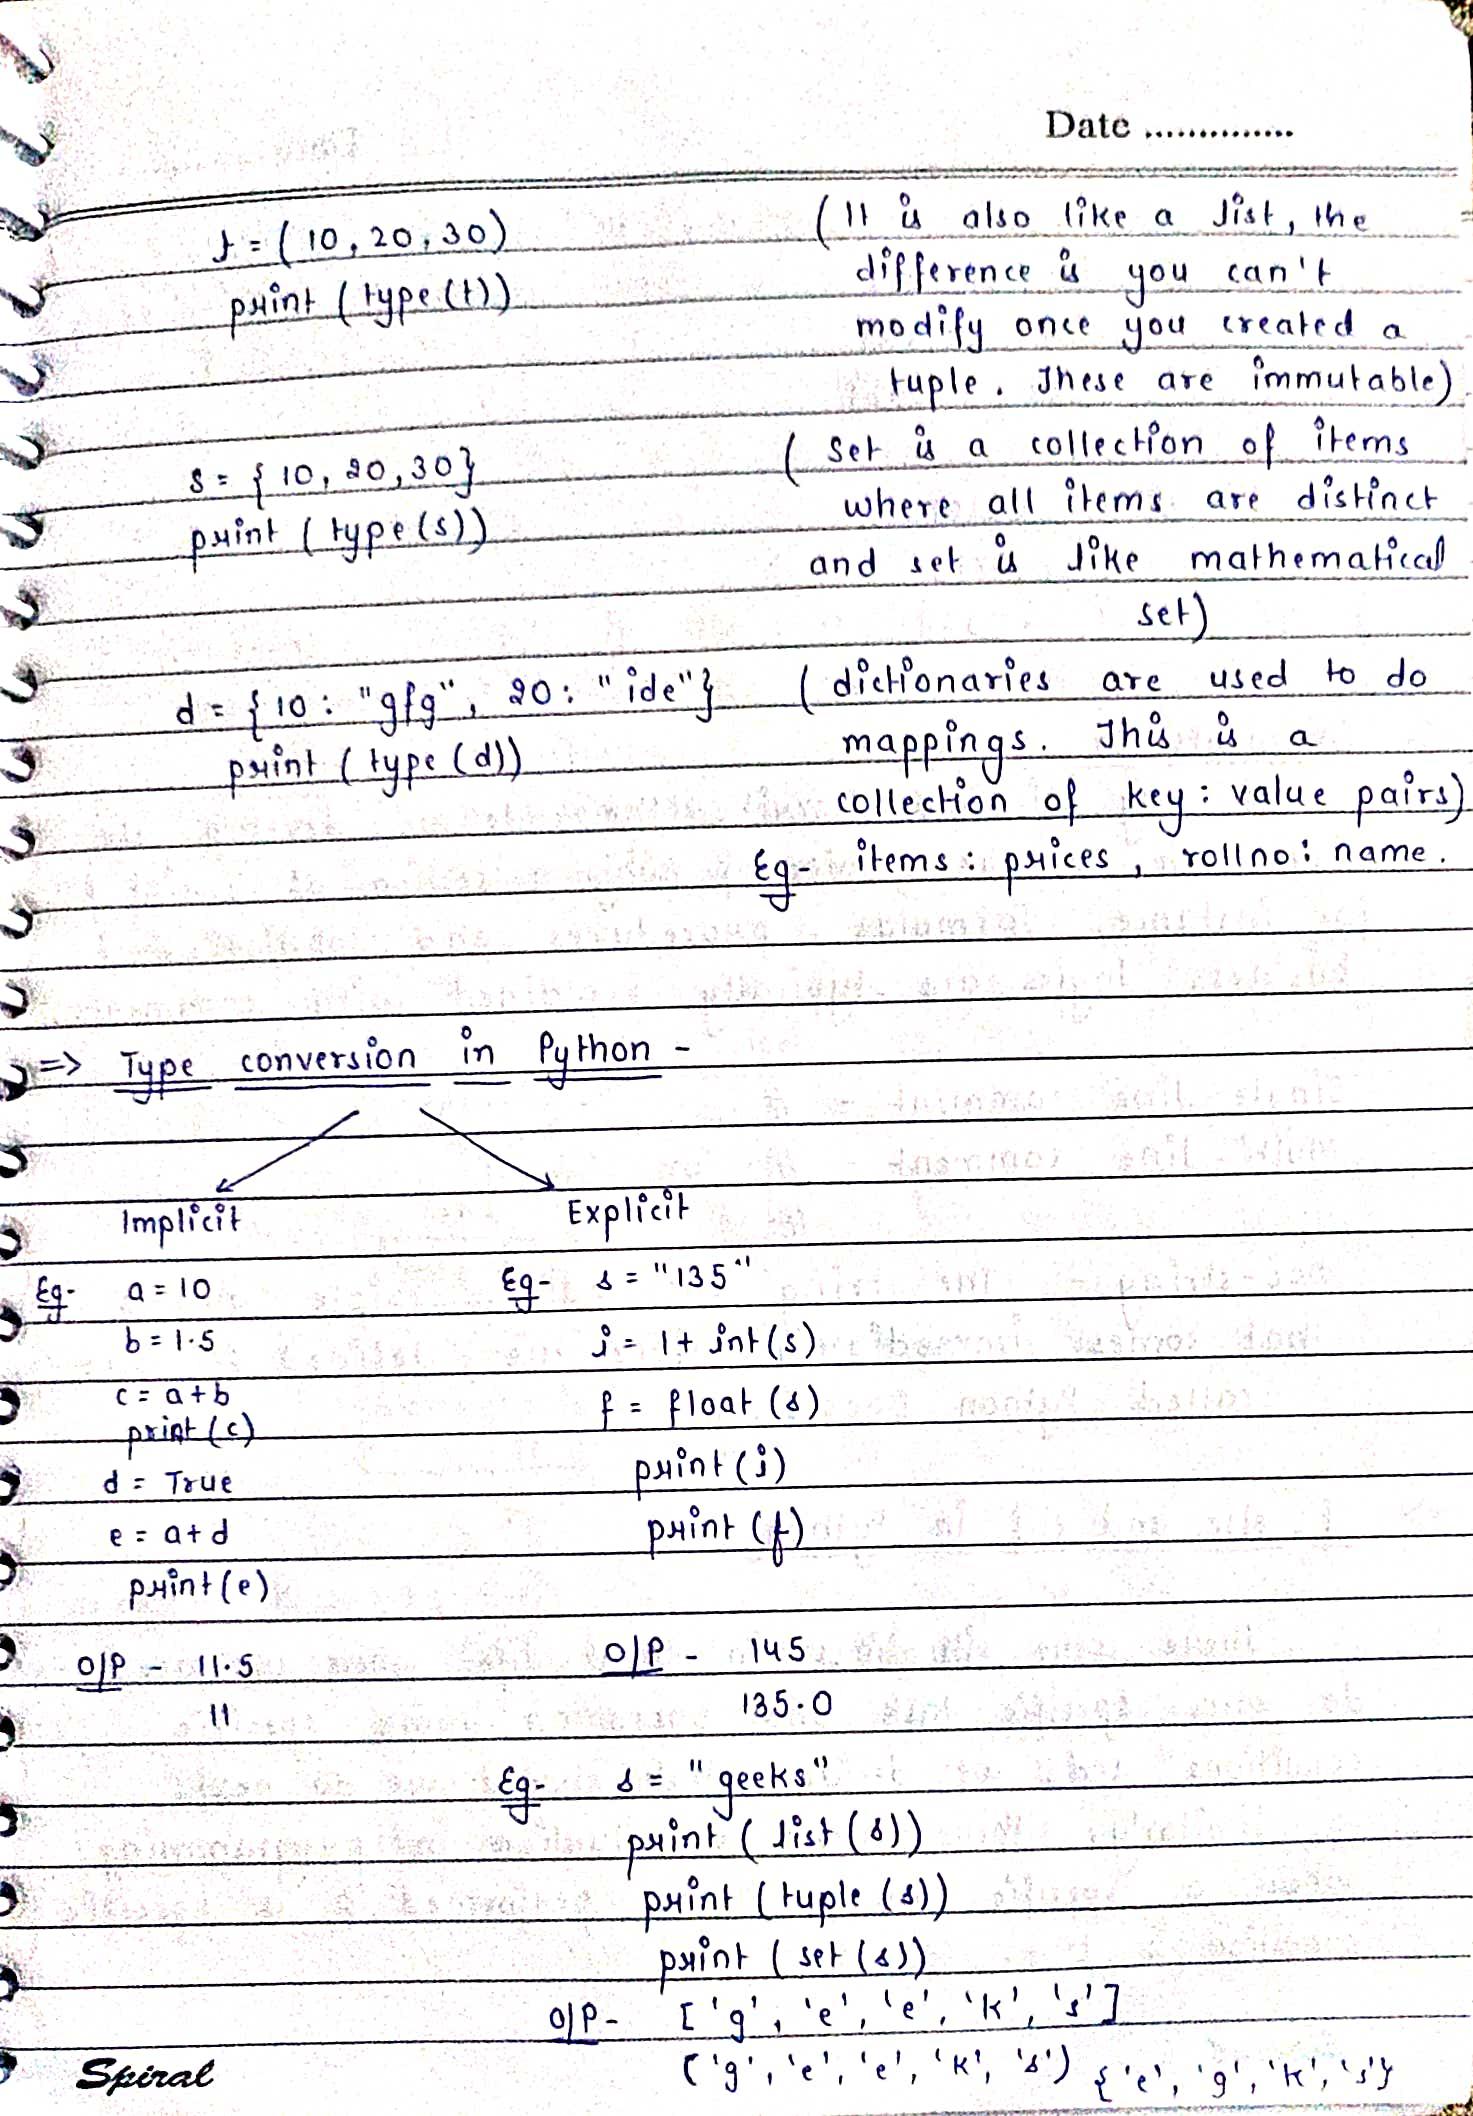 Date ..............
t = ( 10, 20, 30)
print ( type (t))
( It is also like a list, the
difference is you can't
modify once you created a
tuple. These are immutable)
s = { 10, 20, 30}
print ( type (s))
( Set is a collection of items
where all items are distinct
and set is like mathematical
set)
d = { 10 : "gfg", 20 : "ide"}
print ( type (d))
( dictionaries are used to do
mappings. This is a
collection of key : value pairs)
Eg- items : prices, rollno : name.
=> Type conversion in Python -
Implicit
Eg- a = 10
b = 1.5
c = a+b
print (c)
d = True
e = a+d
print (e)
O/P - 11.5
11
Explicit
Eg- s = "135"
i = 1+ int (s)
f = float (s)
print (i)
print (f)
O/P - 145
135.0
Eg- s = "geeks"
print ( list (s))
print ( tuple (s))
print ( set (s))
O/P - ['g', 'e', 'e', 'k', 's']
('g', 'e', 'e', 'k', 's') {'e', 'g', 'k', 's'}
Spiral